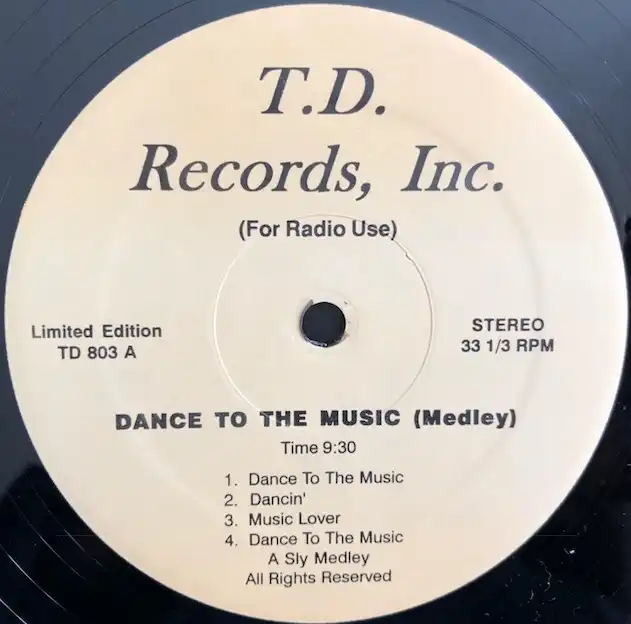 T.D.
Records, Inc.
(For Radio Use)
Limited Edition
TD 803 A
STEREO
33 1/3 RPM
DANCE TO THE MUSIC (Medley)
Time 9:30
1. Dance To The Music
2. Dancin'
3. Music Lover
4. Dance To The Music
A Sly Medley
All Rights Reserved